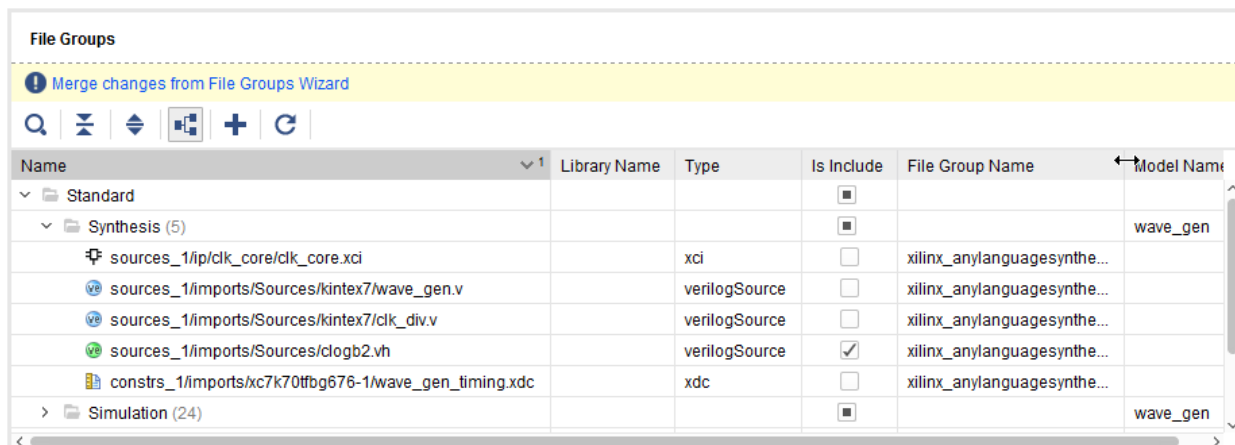 File Groups
Merge changes from File Groups Wizard
Name 1 Library Name Type Is Include File Group Name Model Name
Standard
Synthesis (5) wave_gen
sources_1/ip/clk_core/clk_core.xci xci xilinx_anylanguagesynthe...
sources_1/imports/Sources/kintex7/wave_gen.v verilogSource xilinx_anylanguagesynthe...
sources_1/imports/Sources/kintex7/clk_div.v verilogSource xilinx_anylanguagesynthe...
sources_1/imports/Sources/clogb2.vh verilogSource xilinx_anylanguagesynthe...
constrs_1/imports/xc7k70tfbg676-1/wave_gen_timing.xdc xdc xilinx_anylanguagesynthe...
Simulation (24) wave_gen